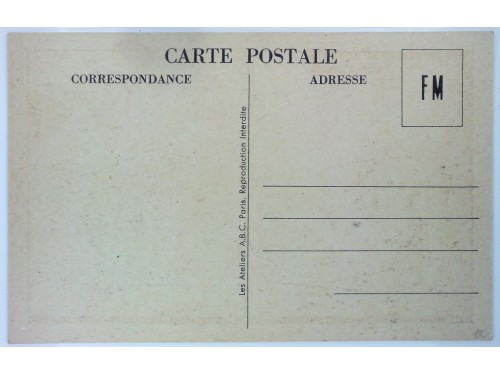 CARTE POSTALE
CORRESPONDANCE
ADRESSE
FM
Les Ateliers A.B.C. Paris. Reproduction Interdite